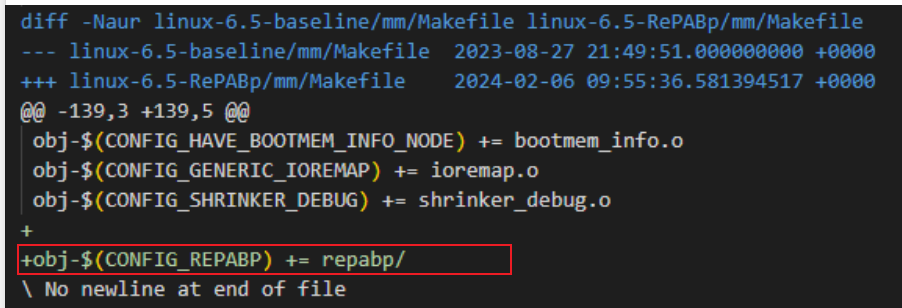 diff -Naur linux-6.5-baseline/mm/Makefile linux-6.5-RePABp/mm/Makefile
--- linux-6.5-baseline/mm/Makefile  2023-08-27 21:49:51.000000000 +0000
+++ linux-6.5-RePABp/mm/Makefile    2024-02-06 09:55:36.581394517 +0000
@@ -139,3 +139,5 @@
 obj-$(CONFIG_HAVE_BOOTMEM_INFO_NODE) += bootmem_info.o
 obj-$(CONFIG_GENERIC_IOREMAP) += ioremap.o
 obj-$(CONFIG_SHRINKER_DEBUG) += shrinker_debug.o
+
+obj-$(CONFIG_REPABP) += repabp/
\ No newline at end of file